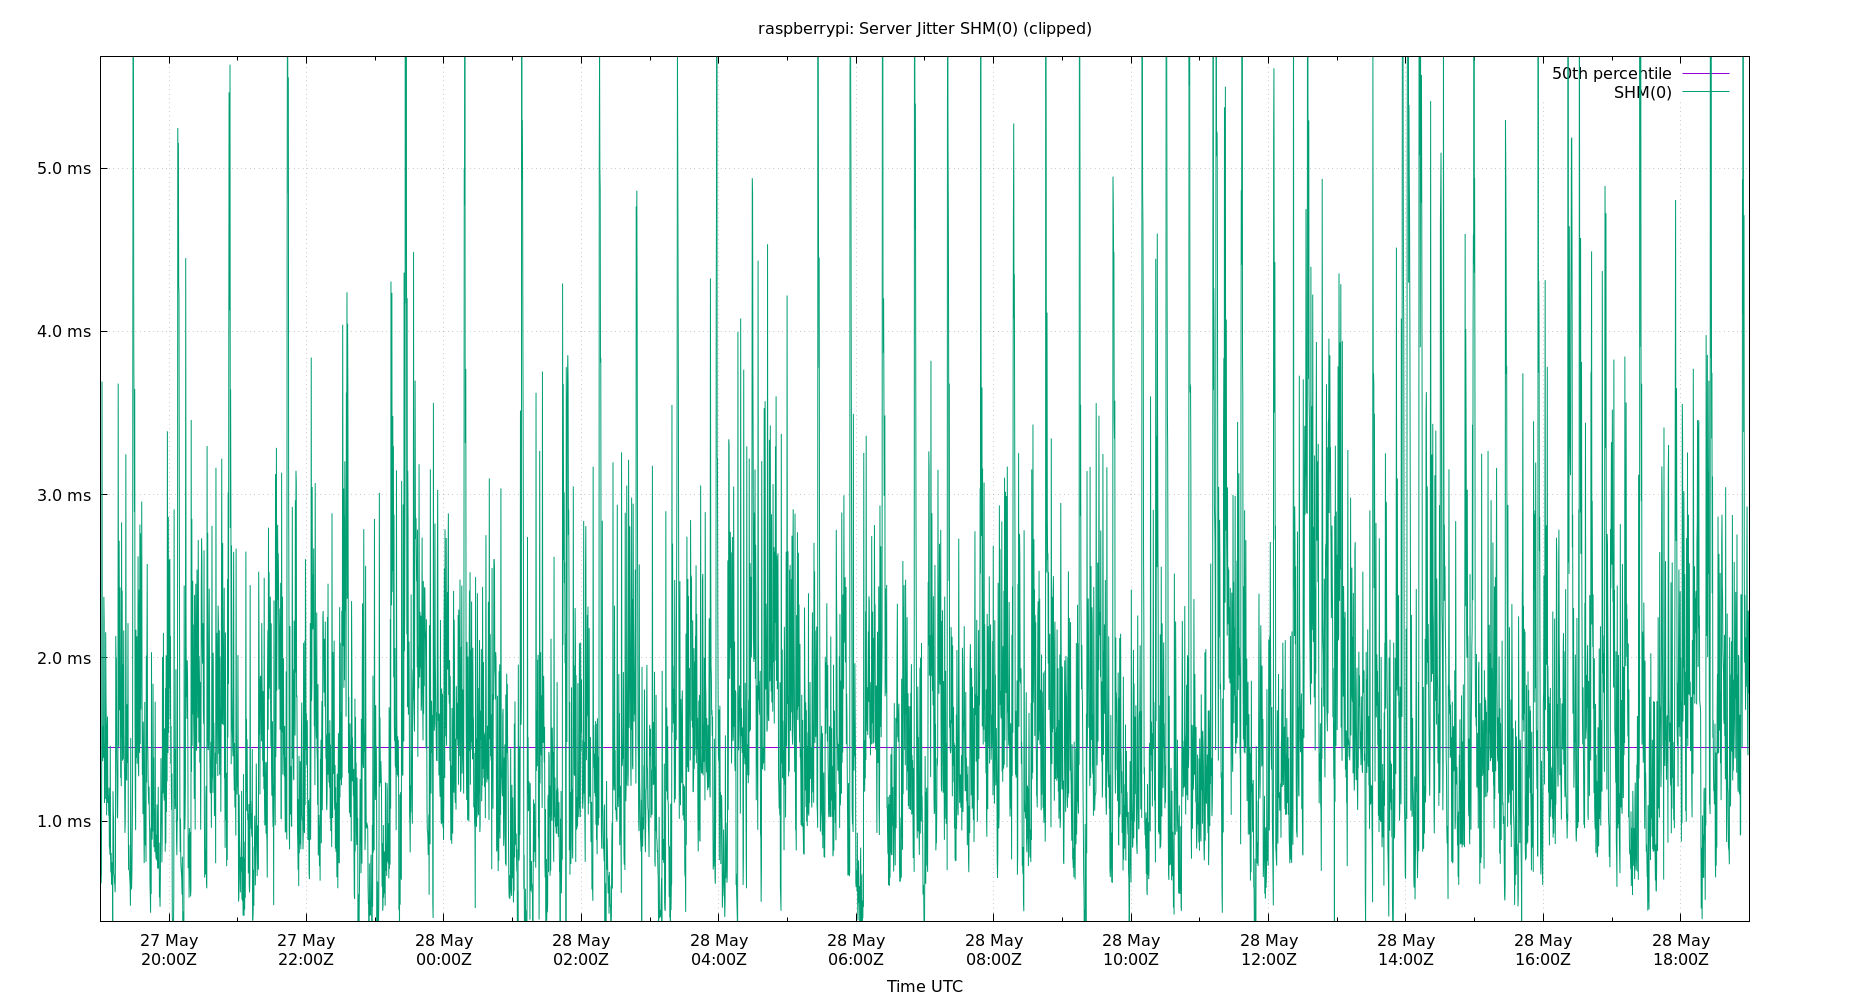 raspberrypi: Server Jitter SHM(0) (clipped)
50th percentile
SHM(0)
5.0 ms
4.0 ms
3.0 ms
2.0 ms
1.0 ms
27 May 27 May 28 May 28 May 28 May 28 May 28 May 28 May 28 May 28 May 28 May 28 May
20:00Z 22:00Z 00:00Z 02:00Z 04:00Z 06:00Z 08:00Z 10:00Z 12:00Z 14:00Z 16:00Z 18:00Z
Time UTC